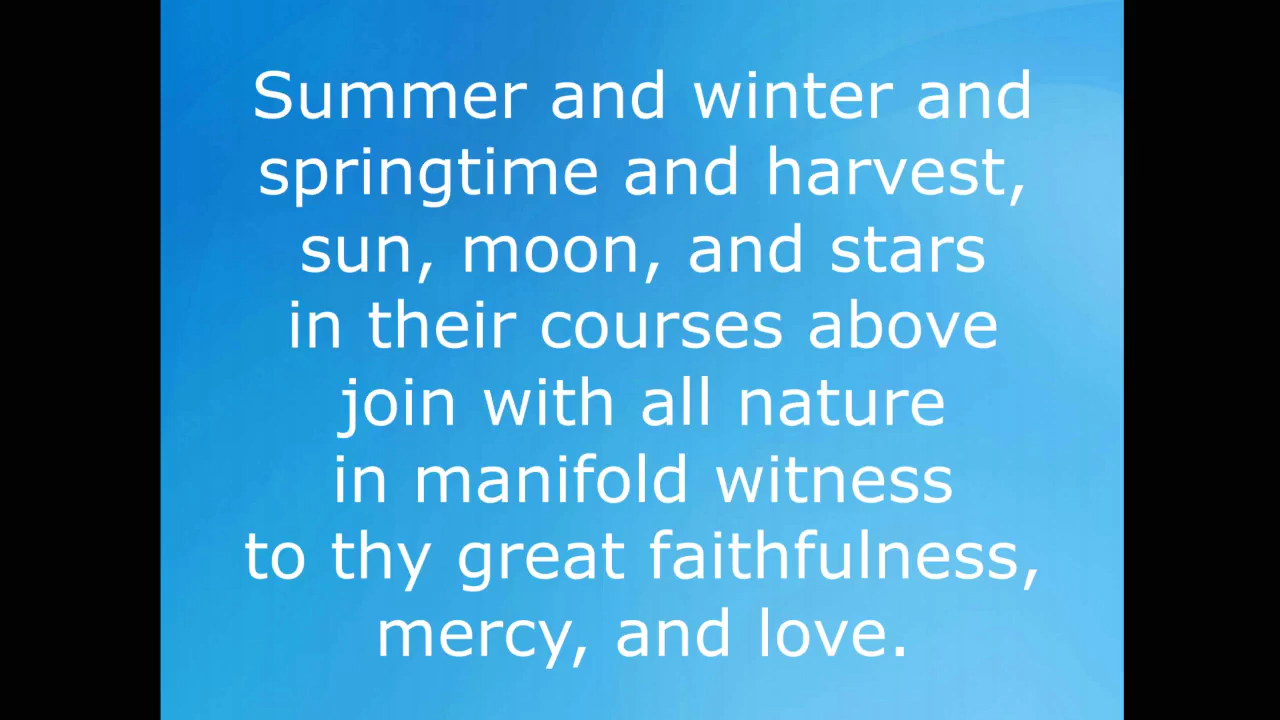 Summer and winter and
springtime and harvest,
sun, moon, and stars
in their courses above
join with all nature
in manifold witness
to thy great faithfulness,
mercy, and love.